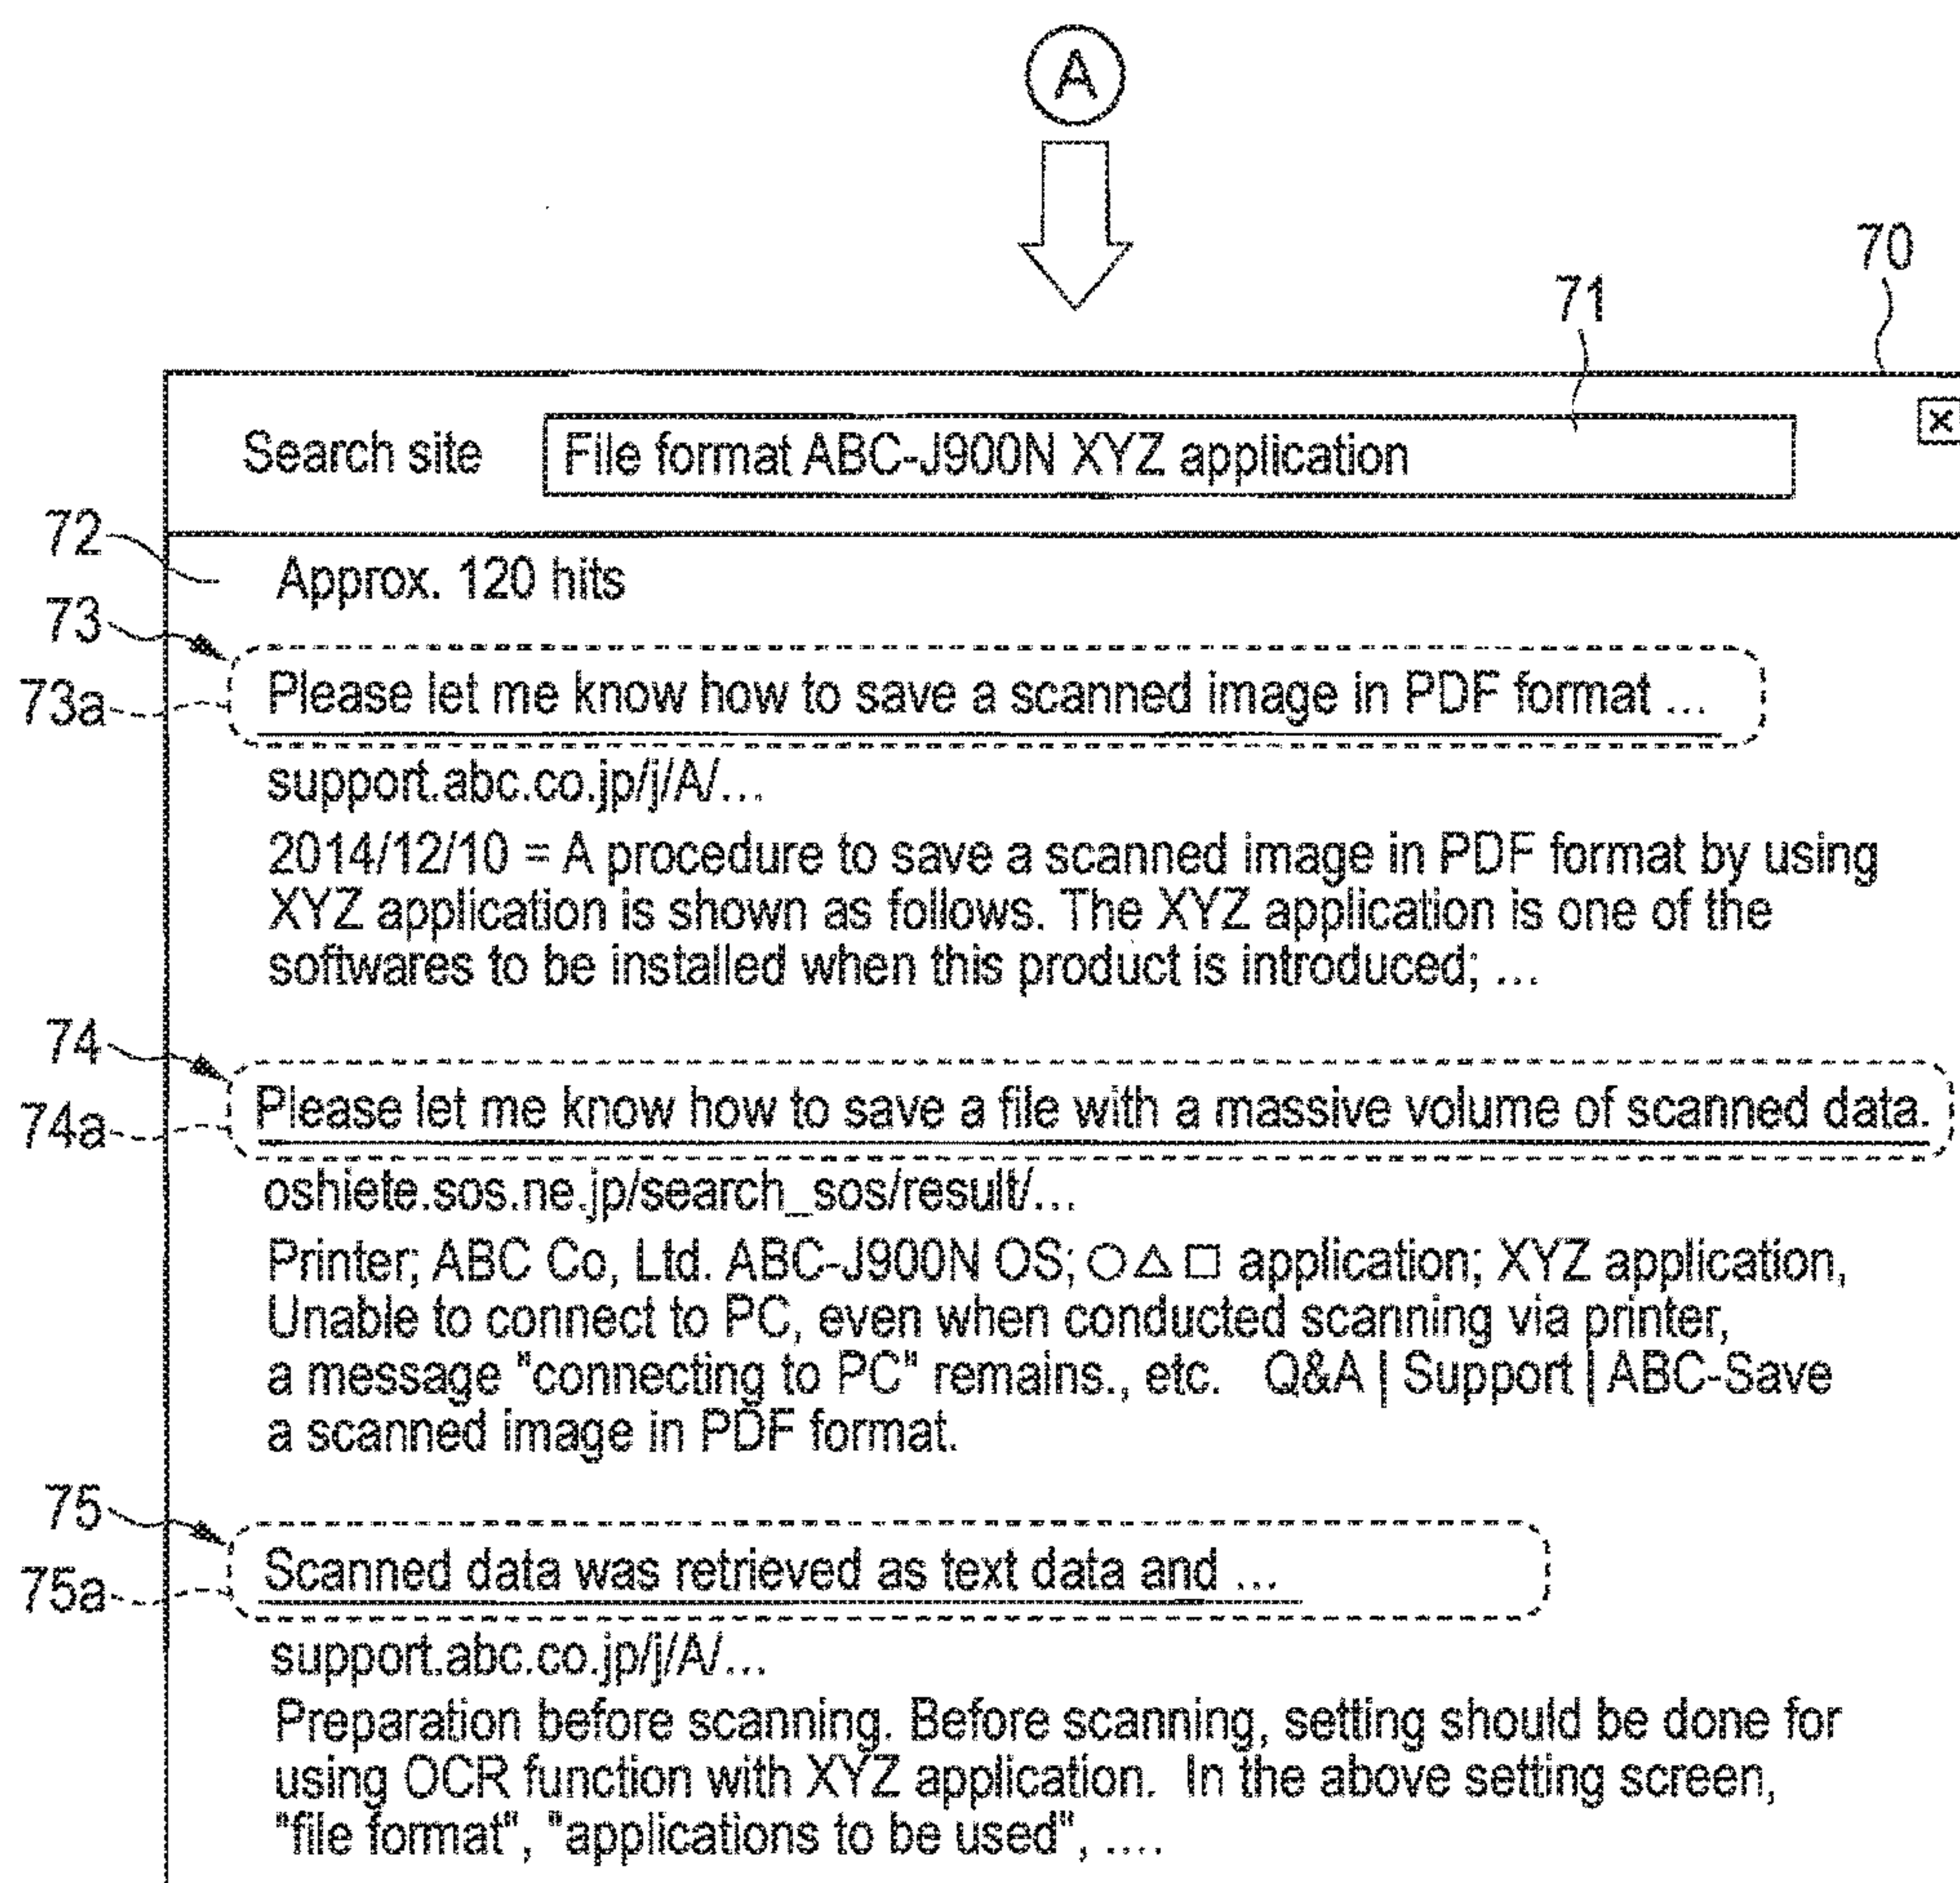 A
70
71
Search site File format ABC-J900N XYZ application
72
Approx. 120 hits
73
73a
Please let me know how to save a scanned image in PDF format ...
support.abc.co.jp/j/A/...
2014/12/10 = A procedure to save a scanned image in PDF format by using
XYZ application is shown as follows. The XYZ application is one of the
softwares to be installed when this product is introduced; ...
74
74a
Please let me know how to save a file with a massive volume of scanned data.
oshiete.sos.ne.jp/search_sos/result/...
Printer; ABC Co, Ltd. ABC-J900N OS; ○△□ application; XYZ application,
Unable to connect to PC, even when conducted scanning via printer,
a message "connecting to PC" remains., etc. Q&A | Support | ABC-Save
a scanned image in PDF format.
75
75a
Scanned data was retrieved as text data and ...
support.abc.co.jp/j/A/...
Preparation before scanning. Before scanning, setting should be done for
using OCR function with XYZ application. In the above setting screen,
"file format", "applications to be used", ....